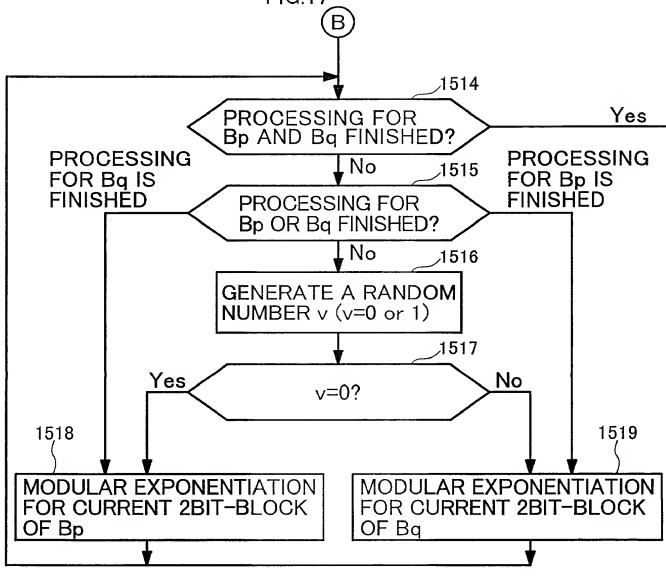 FIG.17
B
1514
PROCESSING FOR
Bp AND Bq FINISHED?
Yes
No
1515
PROCESSING
FOR Bq IS
FINISHED
PROCESSING
FOR Bp IS
FINISHED
PROCESSING FOR
Bp OR Bq FINISHED?
No
1516
GENERATE A RANDOM
NUMBER v (v=0 or 1)
1517
Yes
v=0?
No
1518
1519
MODULAR EXPONENTIATION
FOR CURRENT 2BIT-BLOCK
OF Bp
MODULAR EXPONENTIATION
FOR CURRENT 2BIT-BLOCK
OF Bq